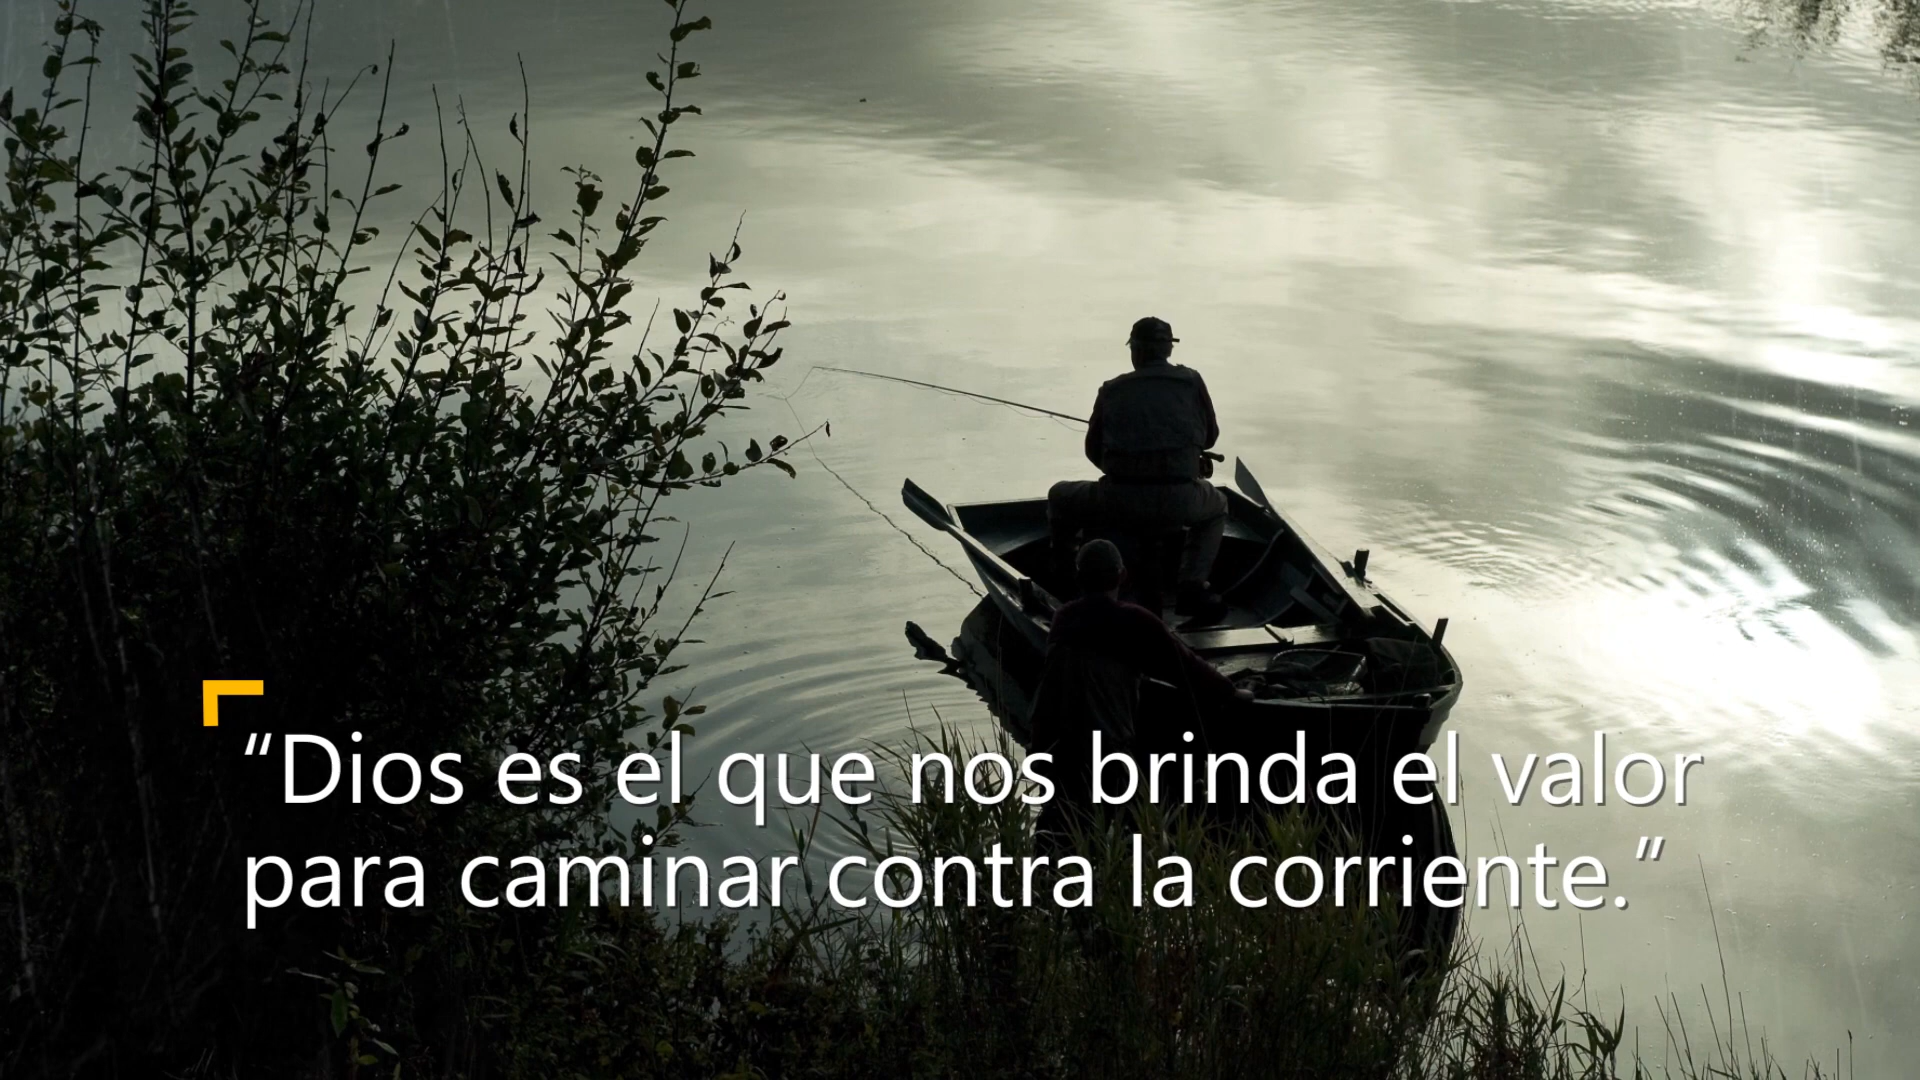 “Dios es el que nos brinda el valor
para caminar contra la corriente.”